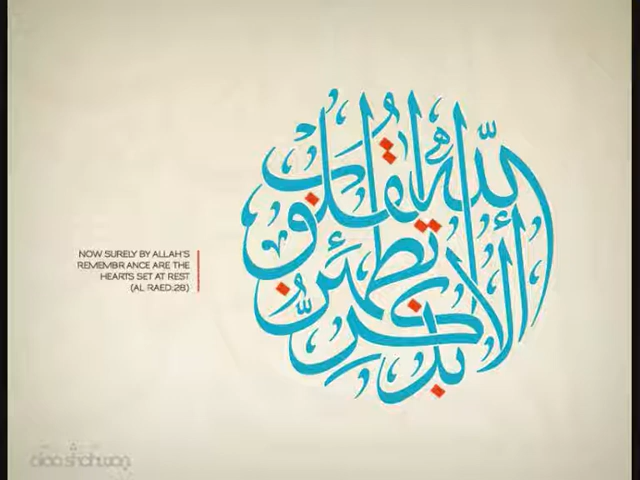 ألا بذكر الله تطمئن القلوب
NOW SURELY BY ALLAH'S
REMEMBRANCE ARE THE
HEARTS SET AT REST
(AL RAED:28)